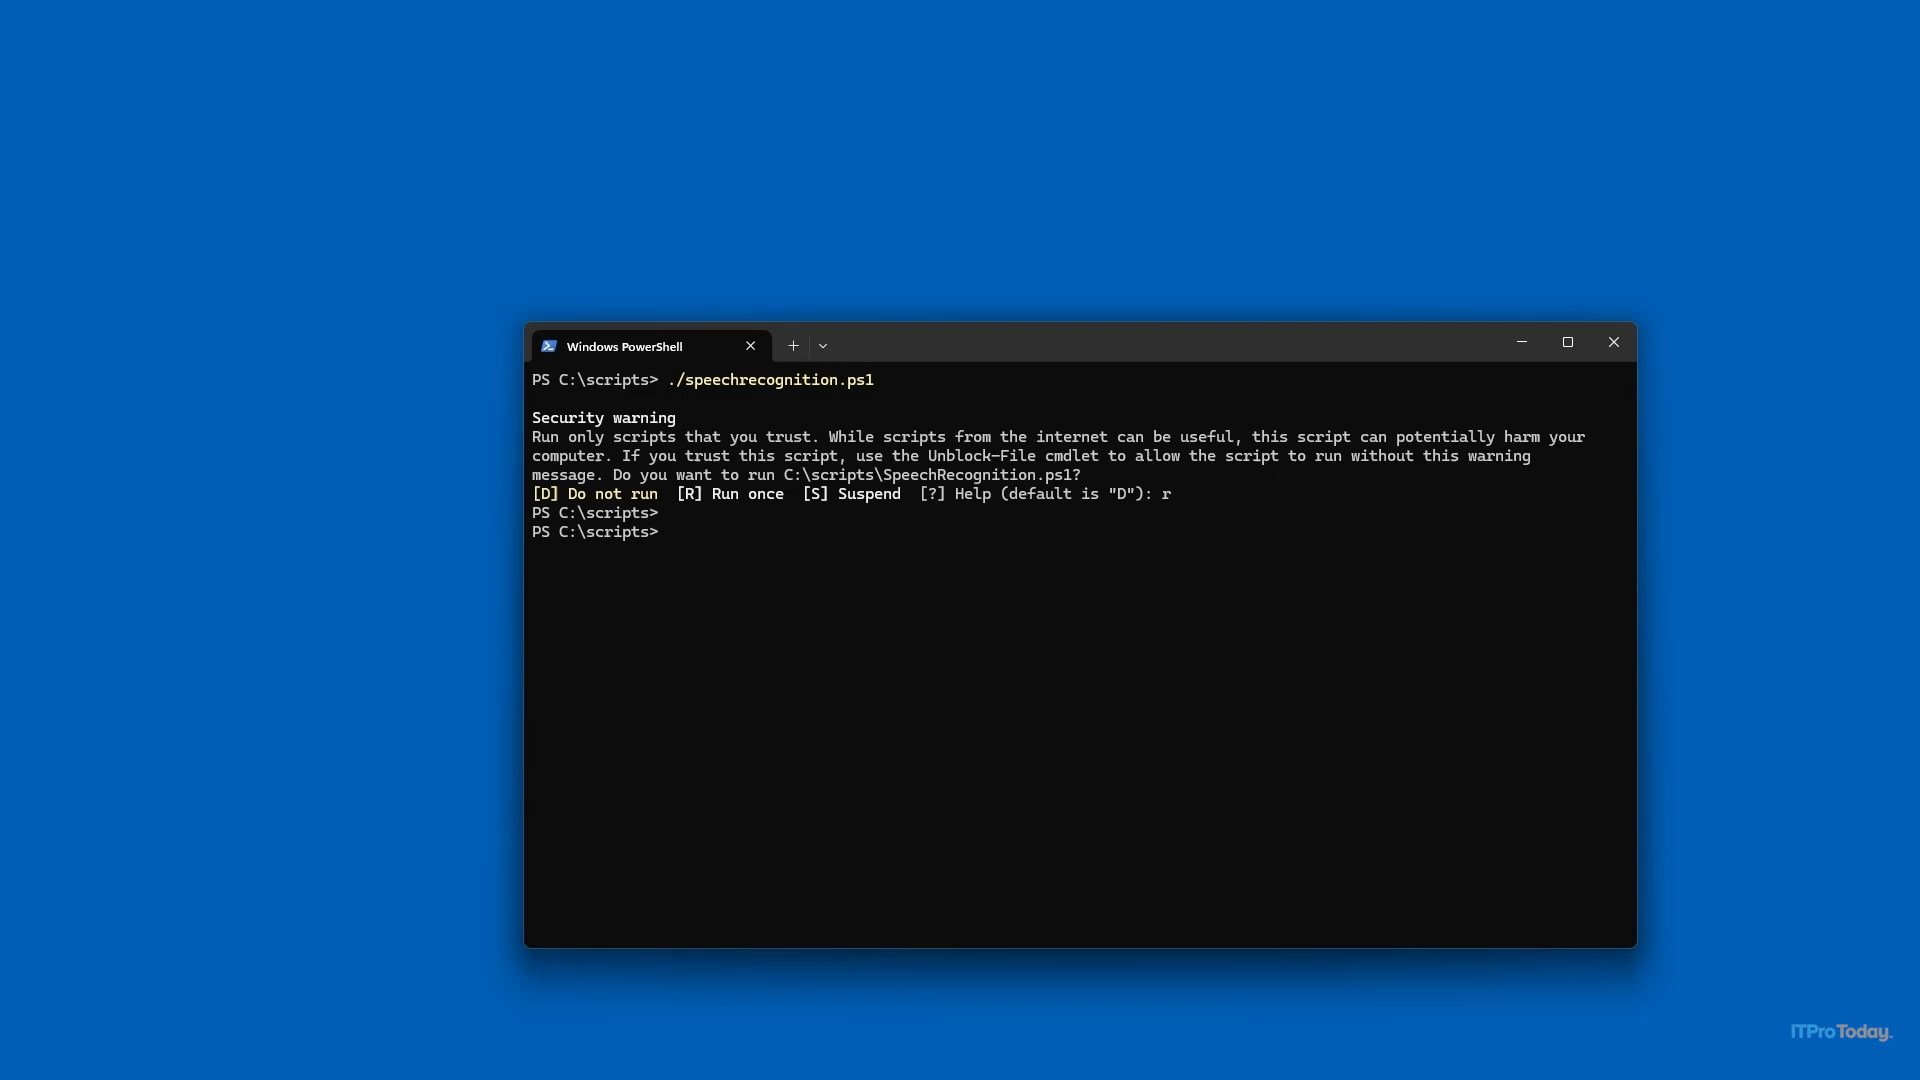 Windows PowerShell
PS C:\scripts> ./speechrecognition.ps1
Security warning
Run only scripts that you trust. While scripts from the internet can be useful, this script can potentially harm your
computer. If you trust this script, use the Unblock-File cmdlet to allow the script to run without this warning
message. Do you want to run C:\scripts\SpeechRecognition.ps1?
[D] Do not run  [R] Run once  [S] Suspend  [?] Help (default is "D"): r
PS C:\scripts>
PS C:\scripts>
ITProToday